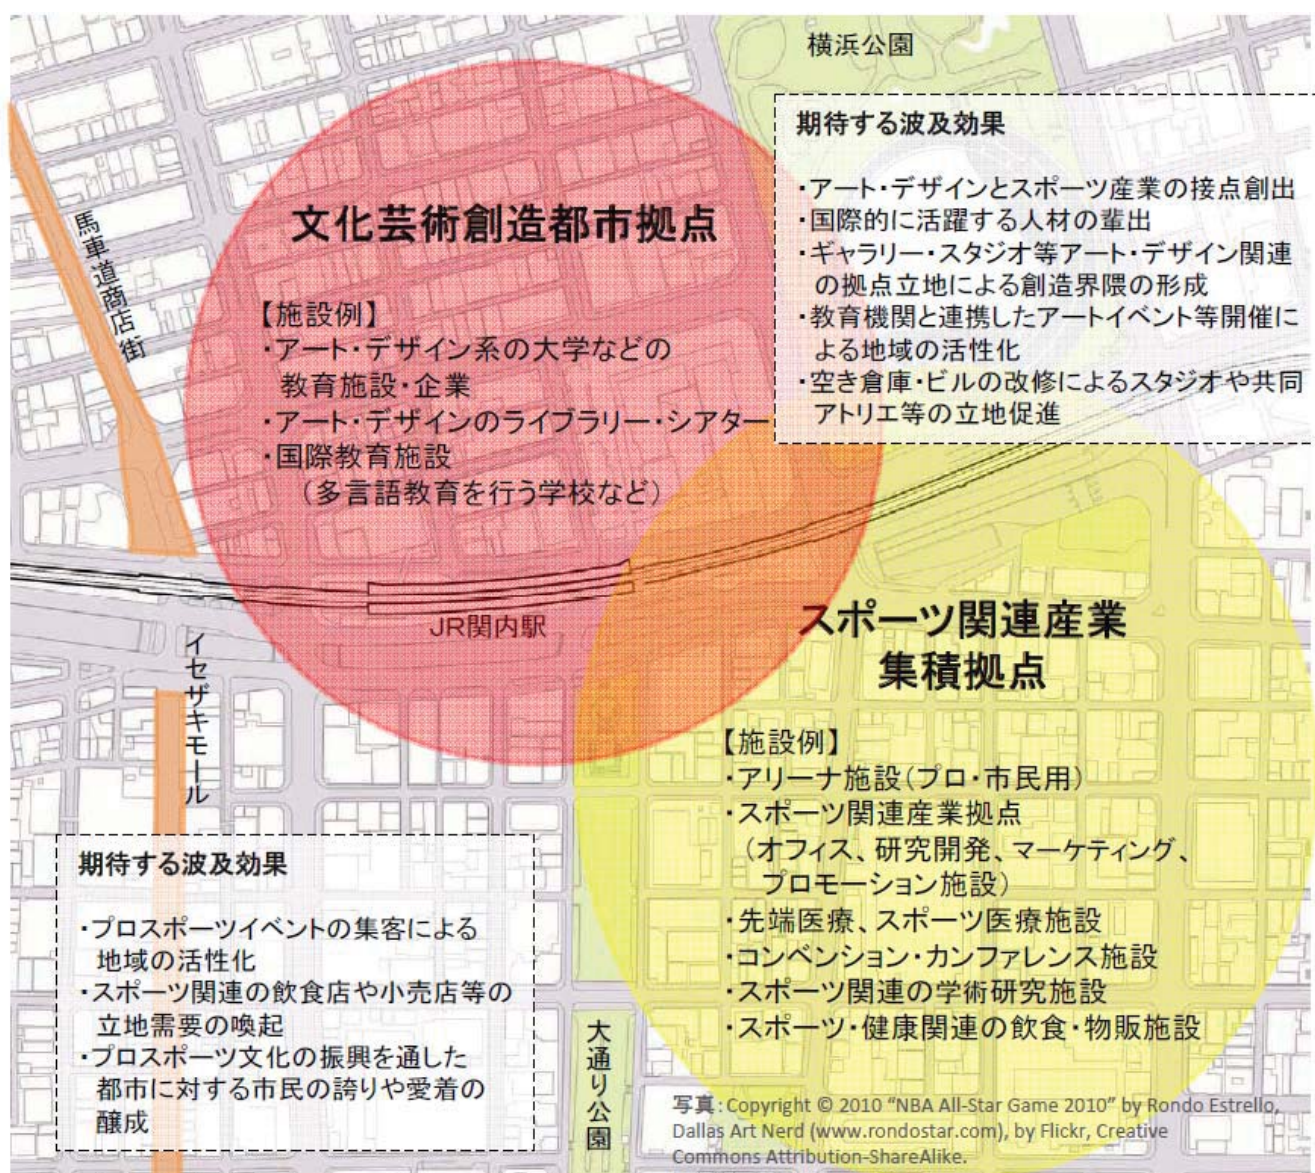 横浜公園
期待する波及効果
・アート・デザインとスポーツ産業の接点創出
・国際的に活躍する人材の輩出
・ギャラリー・スタジオ等アート・デザイン関連
の拠点立地による創造界隈の形成
・教育機関と連携したアートイベント等開催に
よる地域の活性化
・空き倉庫・ビルの改修によるスタジオや共同
アトリエ等の立地促進
馬車道商店街
文化芸術創造都市拠点
【施設例】
・アート・デザイン系の大学などの
教育施設・企業
・アート・デザインのライブラリー・シアター
・国際教育施設
（多言語教育を行う学校など）
JR関内駅
イセザキモール
スポーツ関連産業
集積拠点
【施設例】
・アリーナ施設（プロ・市民用）
・スポーツ関連産業拠点
（オフィス、研究開発、マーケティング、
プロモーション施設）
・先端医療、スポーツ医療施設
・コンベンション・カンファレンス施設
・スポーツ関連の学術研究施設
・スポーツ・健康関連の飲食・物販施設
期待する波及効果
・プロスポーツイベントの集客による
地域の活性化
・スポーツ関連の飲食店や小売店等の
立地需要の喚起
・プロスポーツ文化の振興を通した
都市に対する市民の誇りや愛着の
醸成
大通り公園
写真：Copyright © 2010 “NBA All-Star Game 2010” by Rondo Estrello,
Dallas Art Nerd (www.rondostar.com), by Flickr, Creative
Commons Attribution-ShareAlike.